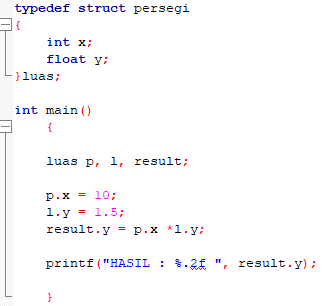 typedef struct persegi
{
int x;
float y;
}luas;
int main()
{
luas p, l, result;
p.x = 10;
l.y = 1.5;
result.y = p.x *l.y;
printf("HASIL : %.2f ", result.y);
}